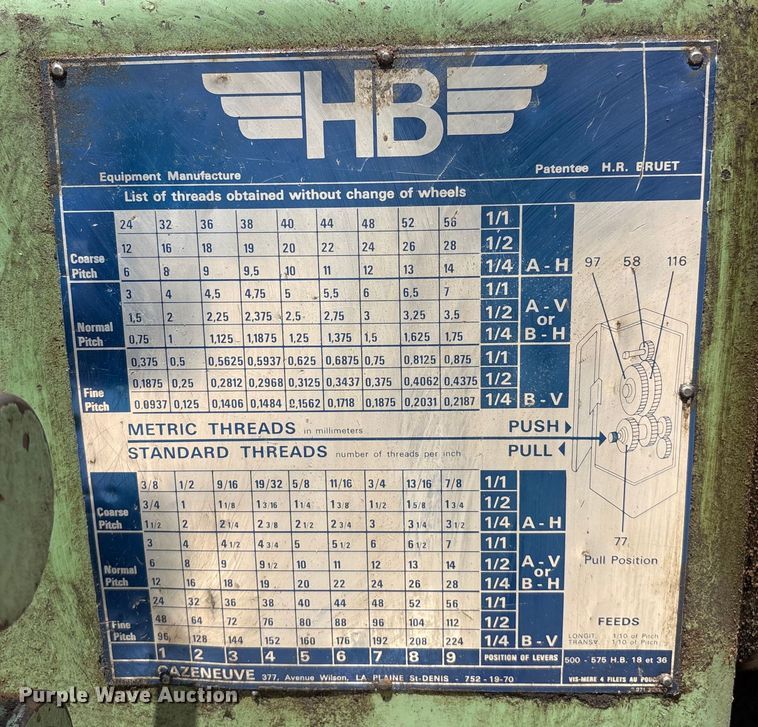 HB
Equipment Manufacture Patentee H.R. BRUET
List of threads obtained without change of wheels
24 32 36 38 40 44 48 52 56 1/1
12 16 18 19 20 22 24 26 28 1/2
Coarse Pitch 6 8 9 9,5 10 11 12 13 14 1/4 A-H
3 4 4,5 4,75 5 5,5 6 6,5 7 1/1
Normal Pitch 1,5 2 2,25 2,375 2,5 2,75 3 3,25 3,5 1/2 A-V or B-H
0,75 1 1,125 1,1875 1,25 1,375 1,5 1,625 1,75 1/4
0,375 0,5 0,5625 0,5937 0,625 0,6875 0,75 0,8125 0,875 1/1
Fine Pitch 0,1875 0,25 0,2812 0,2968 0,3125 0,3437 0,375 0,4062 0,4375 1/2
0,0937 0,125 0,1406 0,1484 0,1562 0,1718 0,1875 0,2031 0,2187 1/4 B-V
97 58 116
METRIC THREADS in millimeters PUSH
STANDARD THREADS number of threads per inch PULL
3/8 1/2 9/16 19/32 5/8 11/16 3/4 13/16 7/8 1/1
3/4 1 1 1/8 1 3/16 1 1/4 1 3/8 1 1/2 1 5/8 1 3/4 1/2
Coarse Pitch 1 1/2 2 2 1/4 2 3/8 2 1/2 2 3/4 3 3 1/4 3 1/2 1/4 A-H
3 4 4 1/2 4 3/4 5 5 1/2 6 6 1/2 7 1/1
Normal Pitch 6 8 9 9 1/2 10 11 12 13 14 1/2 A-V or B-H
12 16 18 19 20 22 24 26 28 1/4
24 32 36 38 40 44 48 52 56 1/1
Fine Pitch 48 64 72 76 80 88 96 104 112 1/2
96 128 144 152 160 176 192 208 224 1/4 B-V
1 2 3 4 5 6 7 8 9 POSITION OF LEVERS
77
Pull Position
FEEDS
LONGIT. 1/10 of Pitch
TRANSV. 1/10 of Pitch
500 - 575 H.B. 18 et 36
VIS-MERE 4 FILETS AU POUCE
CAZENEUVE 377, Avenue Wilson, LA PLAINE St-DENIS - 752-19-70
Purple Wave Auction